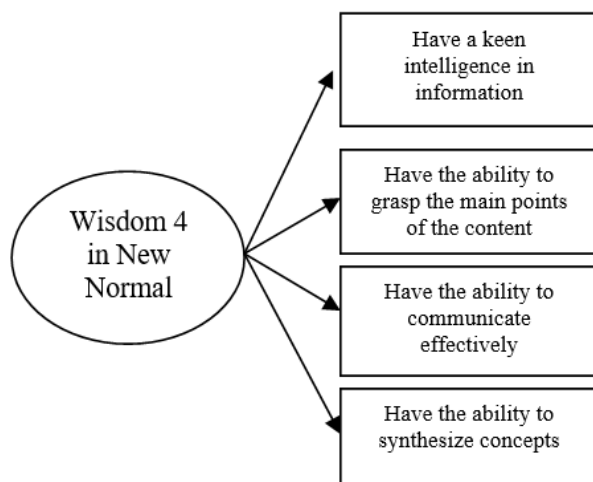 Wisdom 4
in New
Normal
Have a keen
intelligence in
information
Have the ability to
grasp the main points
of the content
Have the ability to
communicate
effectively
Have the ability to
synthesize concepts